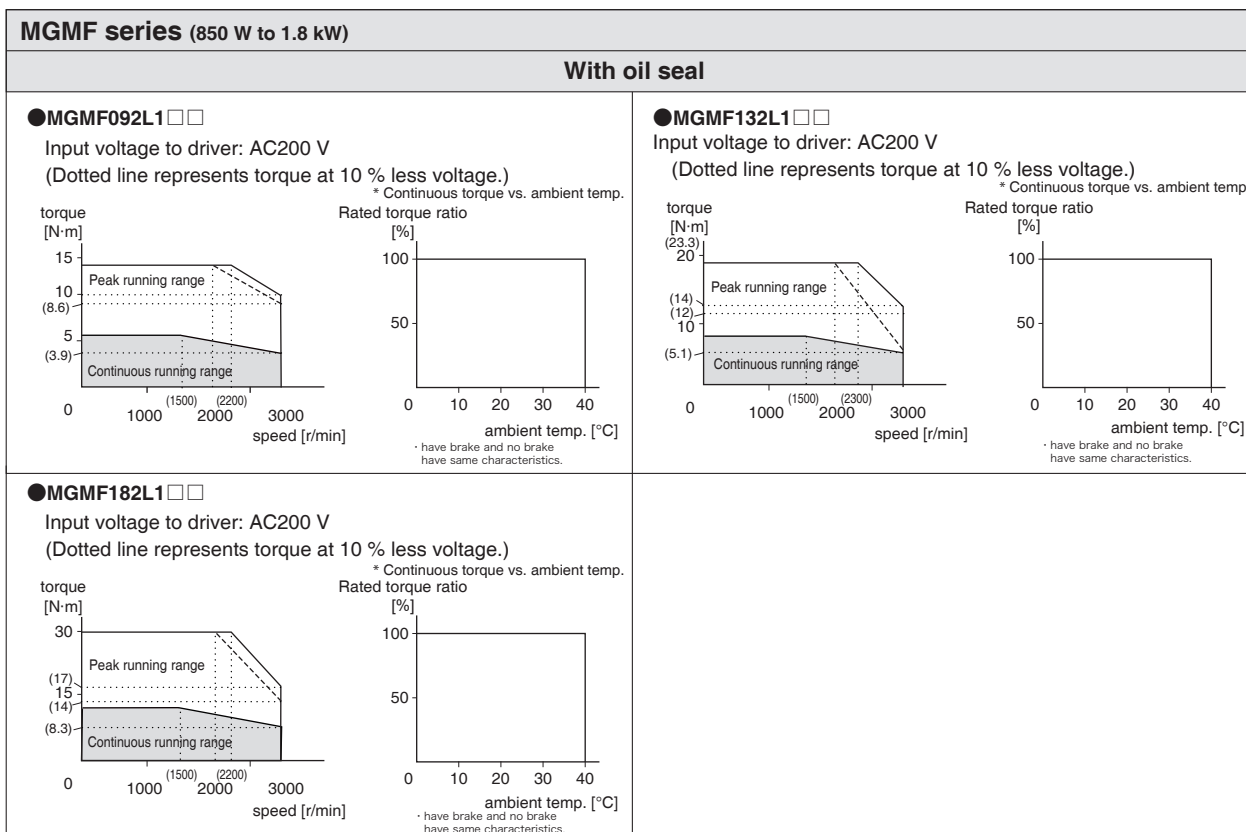 MGMF series (850 W to 1.8 kW)
With oil seal
●MGMF092L1□□
Input voltage to driver: AC200 V
(Dotted line represents torque at 10 % less voltage.)
* Continuous torque vs. ambient temp.
torque
[N·m]
15
10
(8.6)
5
(3.9)
Peak running range
Continuous running range
0
1000
(1500)
2000
(2200)
3000
speed [r/min]
Rated torque ratio
[%]
100
50
0
10
20
30
40
ambient temp. [°C]
· have brake and no brake
have same characteristics.
●MGMF132L1□□
Input voltage to driver: AC200 V
(Dotted line represents torque at 10 % less voltage.)
* Continuous torque vs. ambient temp
torque
[N·m]
(23.3)
20
(14)
(12)
10
(5.1)
Peak running range
Continuous running range
0
1000
(1500)
2000
(2300)
3000
speed [r/min]
Rated torque ratio
[%]
100
50
0
10
20
30
40
ambient temp. [°C]
· have brake and no brake
have same characteristics.
●MGMF182L1□□
Input voltage to driver: AC200 V
(Dotted line represents torque at 10 % less voltage.)
* Continuous torque vs. ambient temp.
torque
[N·m]
30
(17)
15
(14)
(8.3)
Peak running range
Continuous running range
0
1000
(1500)
2000
(2200)
3000
speed [r/min]
Rated torque ratio
[%]
100
50
0
10
20
30
40
ambient temp. [°C]
· have brake and no brake
have same characteristics.